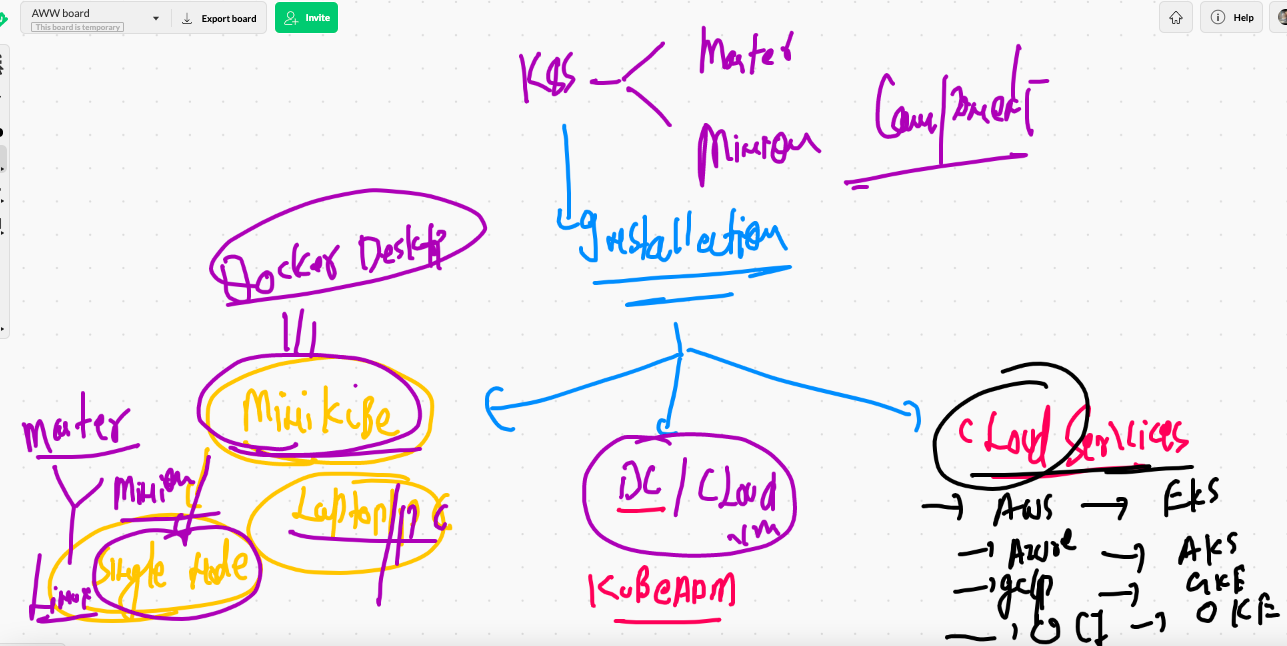 AWW board
This board is temporary
Export board
Invite
Help
K8S
Master
Minion
Component
Installation
Docker Desktop
MiniKube
Master
Minion
Laptop / PC
Linux
Single Node
DC / CLoud
vm
KuBeADM
CLoud Services
AWS EKS
Azure AKS
gcp GKE
OCI OKE